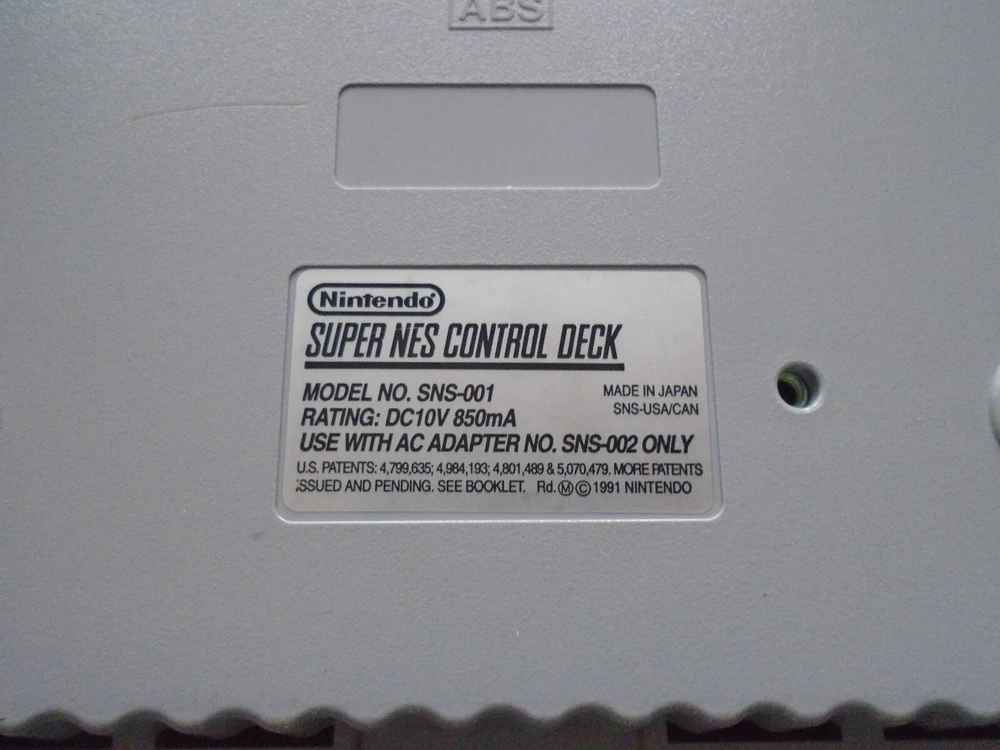 ABS
Nintendo®
SUPER NES CONTROL DECK
MODEL NO. SNS-001
RATING: DC10V 850mA
USE WITH AC ADAPTER NO. SNS-002 ONLY
MADE IN JAPAN
SNS-USA/CAN
U.S. PATENTS: 4,799,635; 4,984,193; 4,801,489 & 5,070,479. MORE PATENTS
ISSUED AND PENDING. SEE BOOKLET. Rd.ⓂⒸ1991 NINTENDO